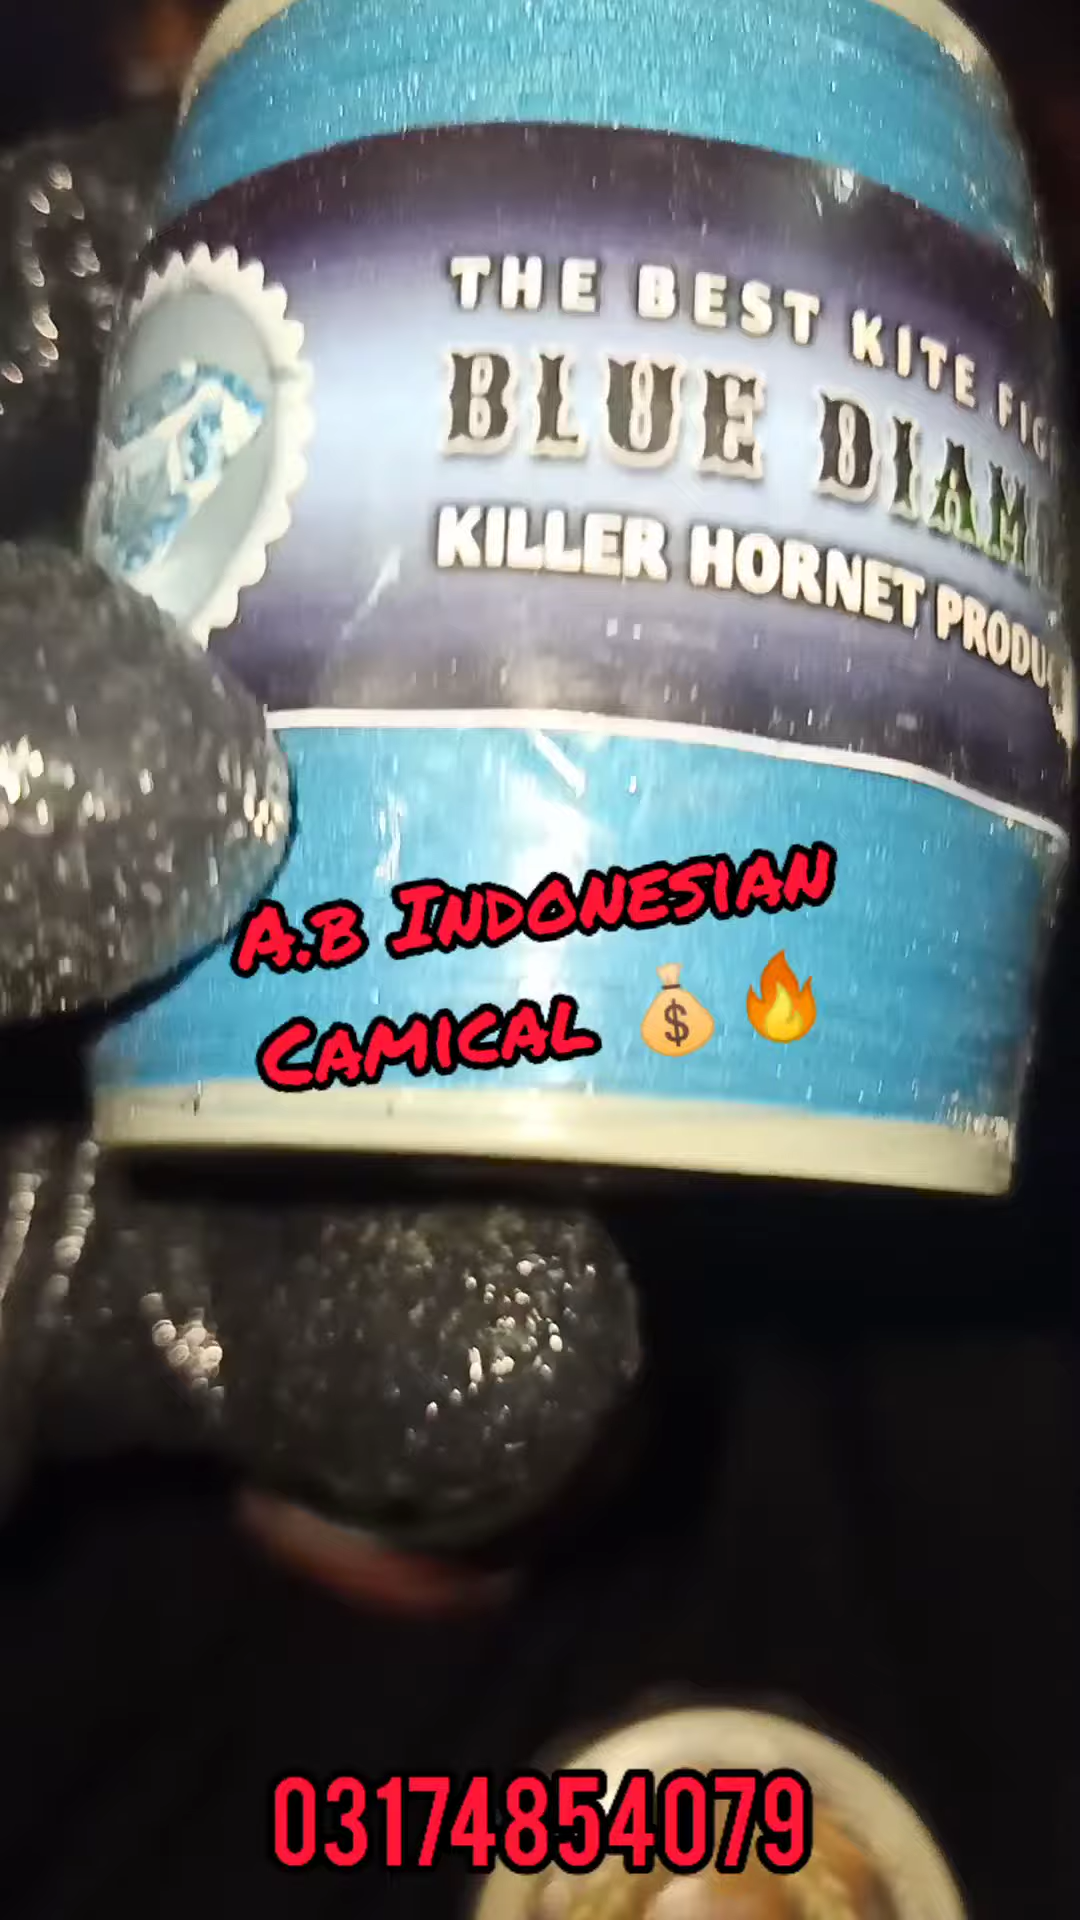 THE BEST KITE
BLUE
KILLER HORNET
A.B INDONESIAN
CAMICAL
03174854079